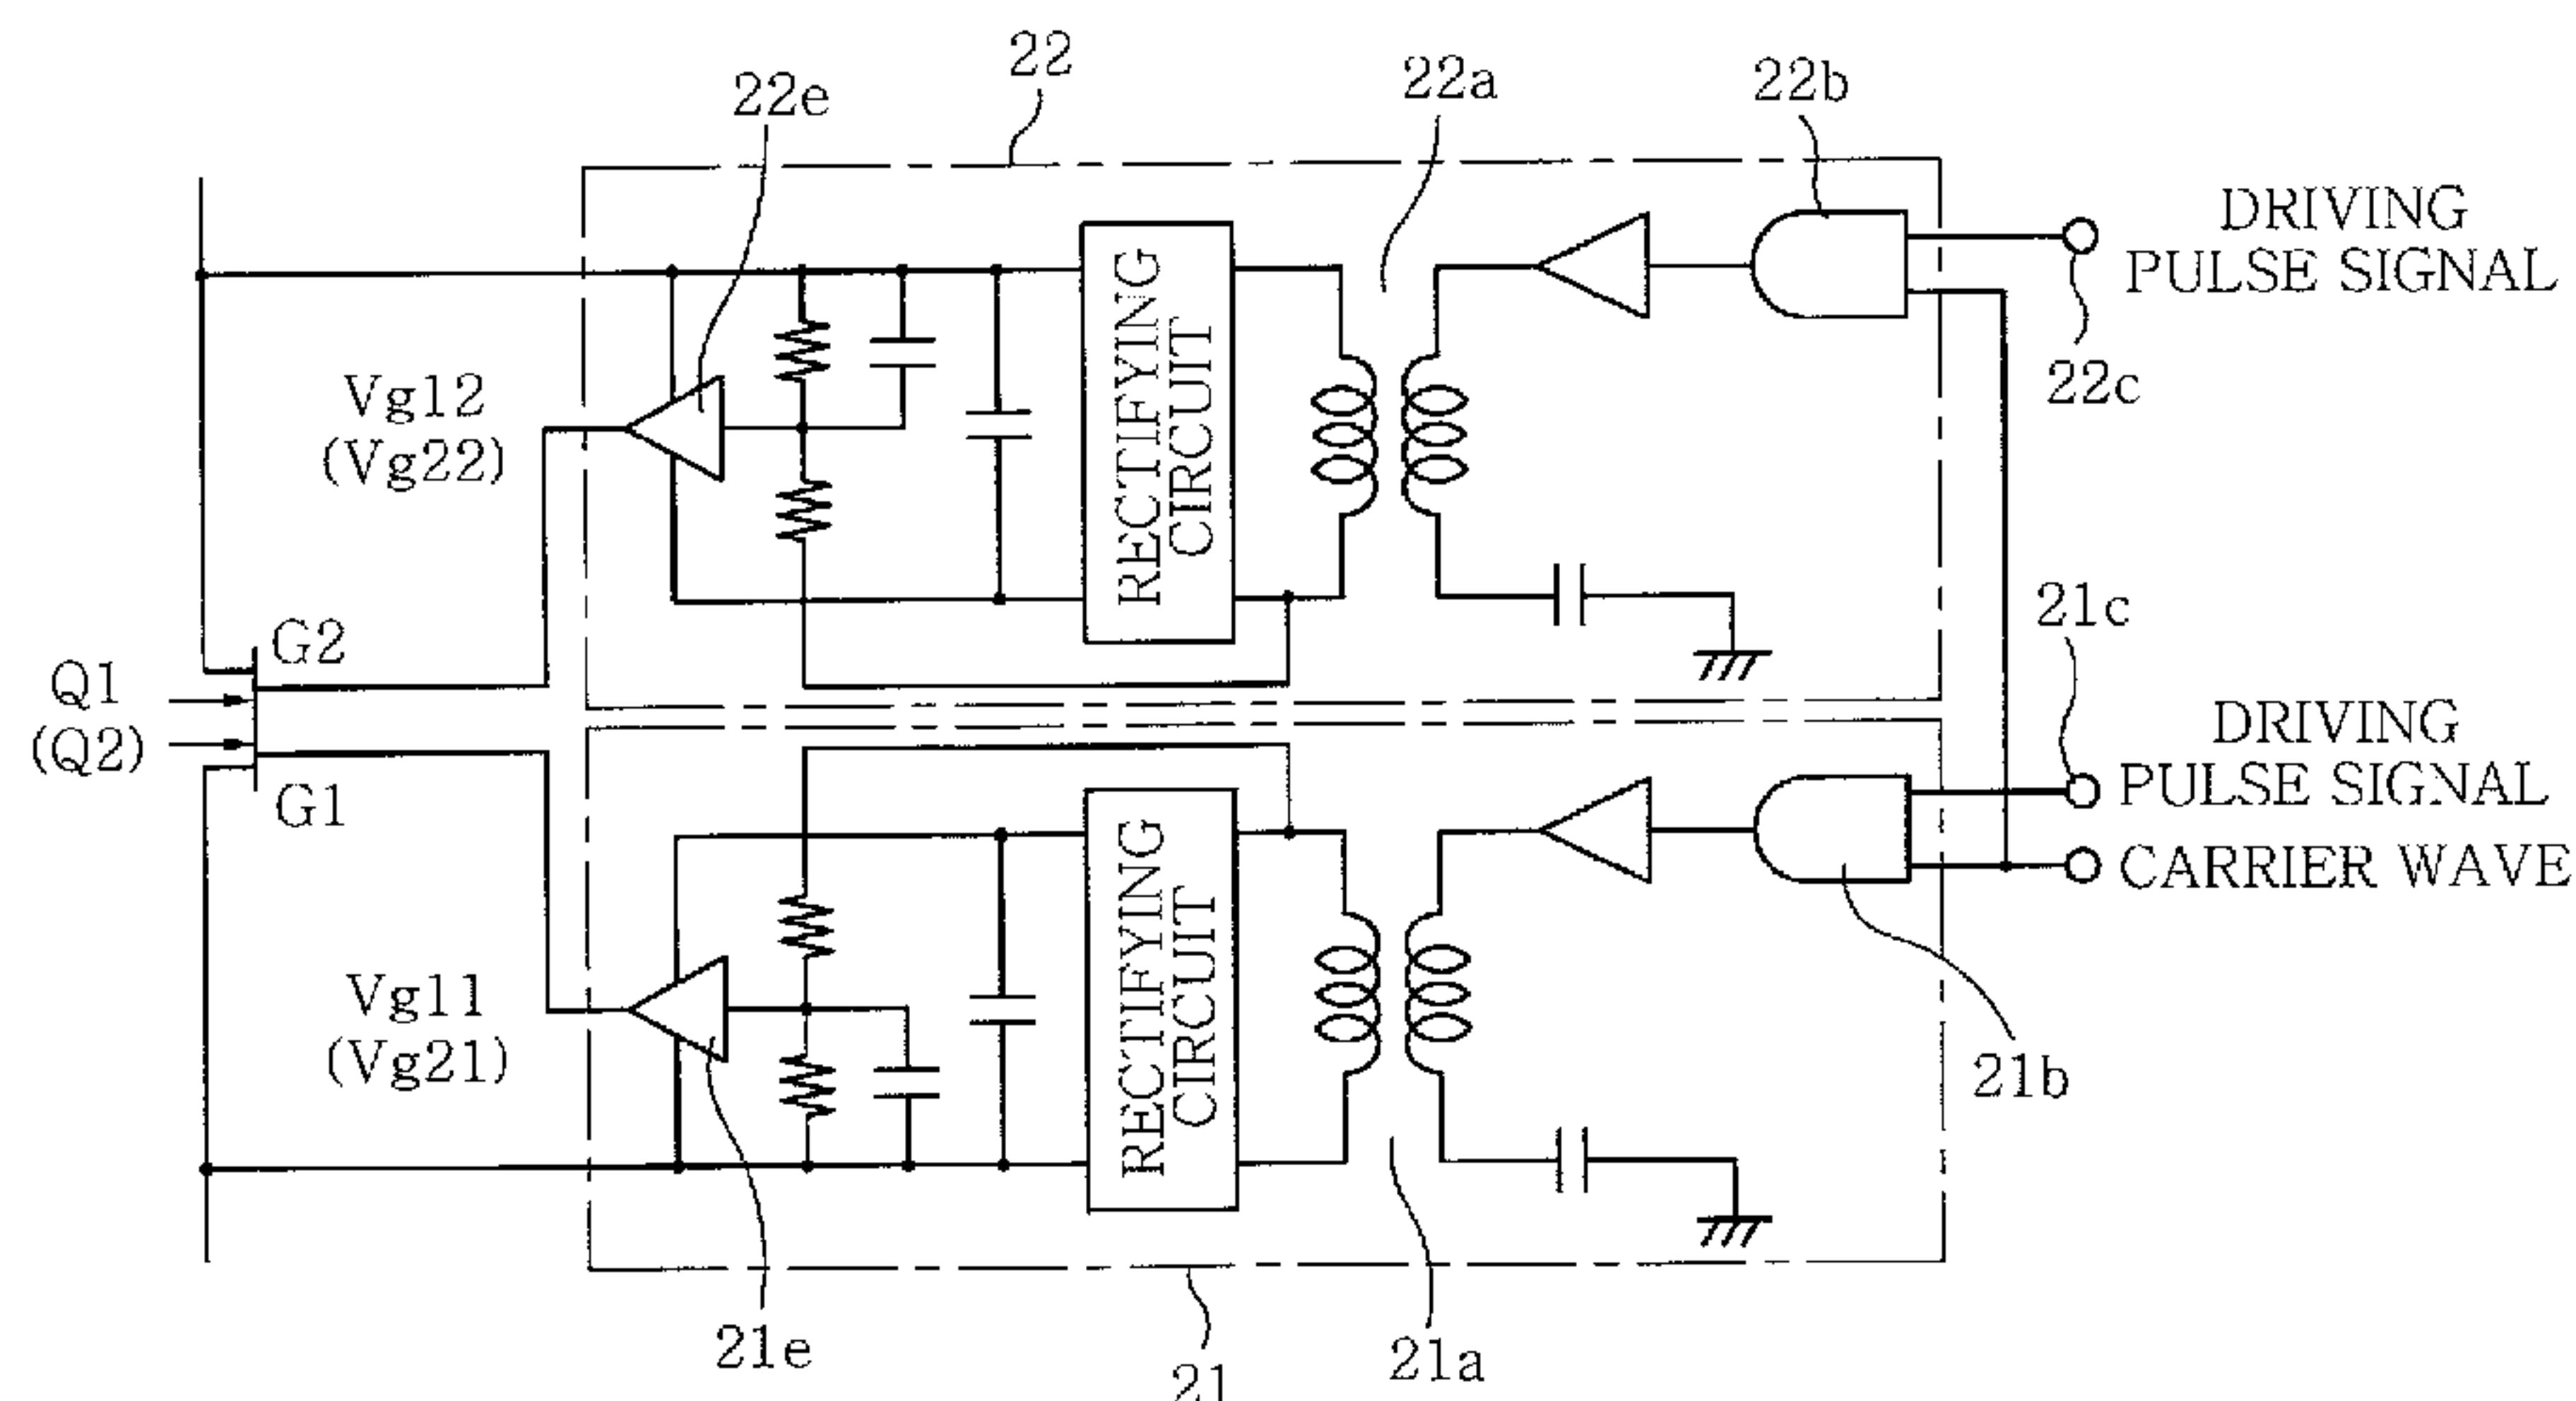 22
22e
22a
22b
DRIVING
PULSE SIGNAL
22c
RECTIFYING
CIRCUIT
Vg12
(Vg22)
G2
Q1
(Q2)
G1
21c
DRIVING
PULSE SIGNAL
CARRIER WAVE
RECTIFYING
CIRCUIT
Vg11
(Vg21)
21b
21e
21
21a